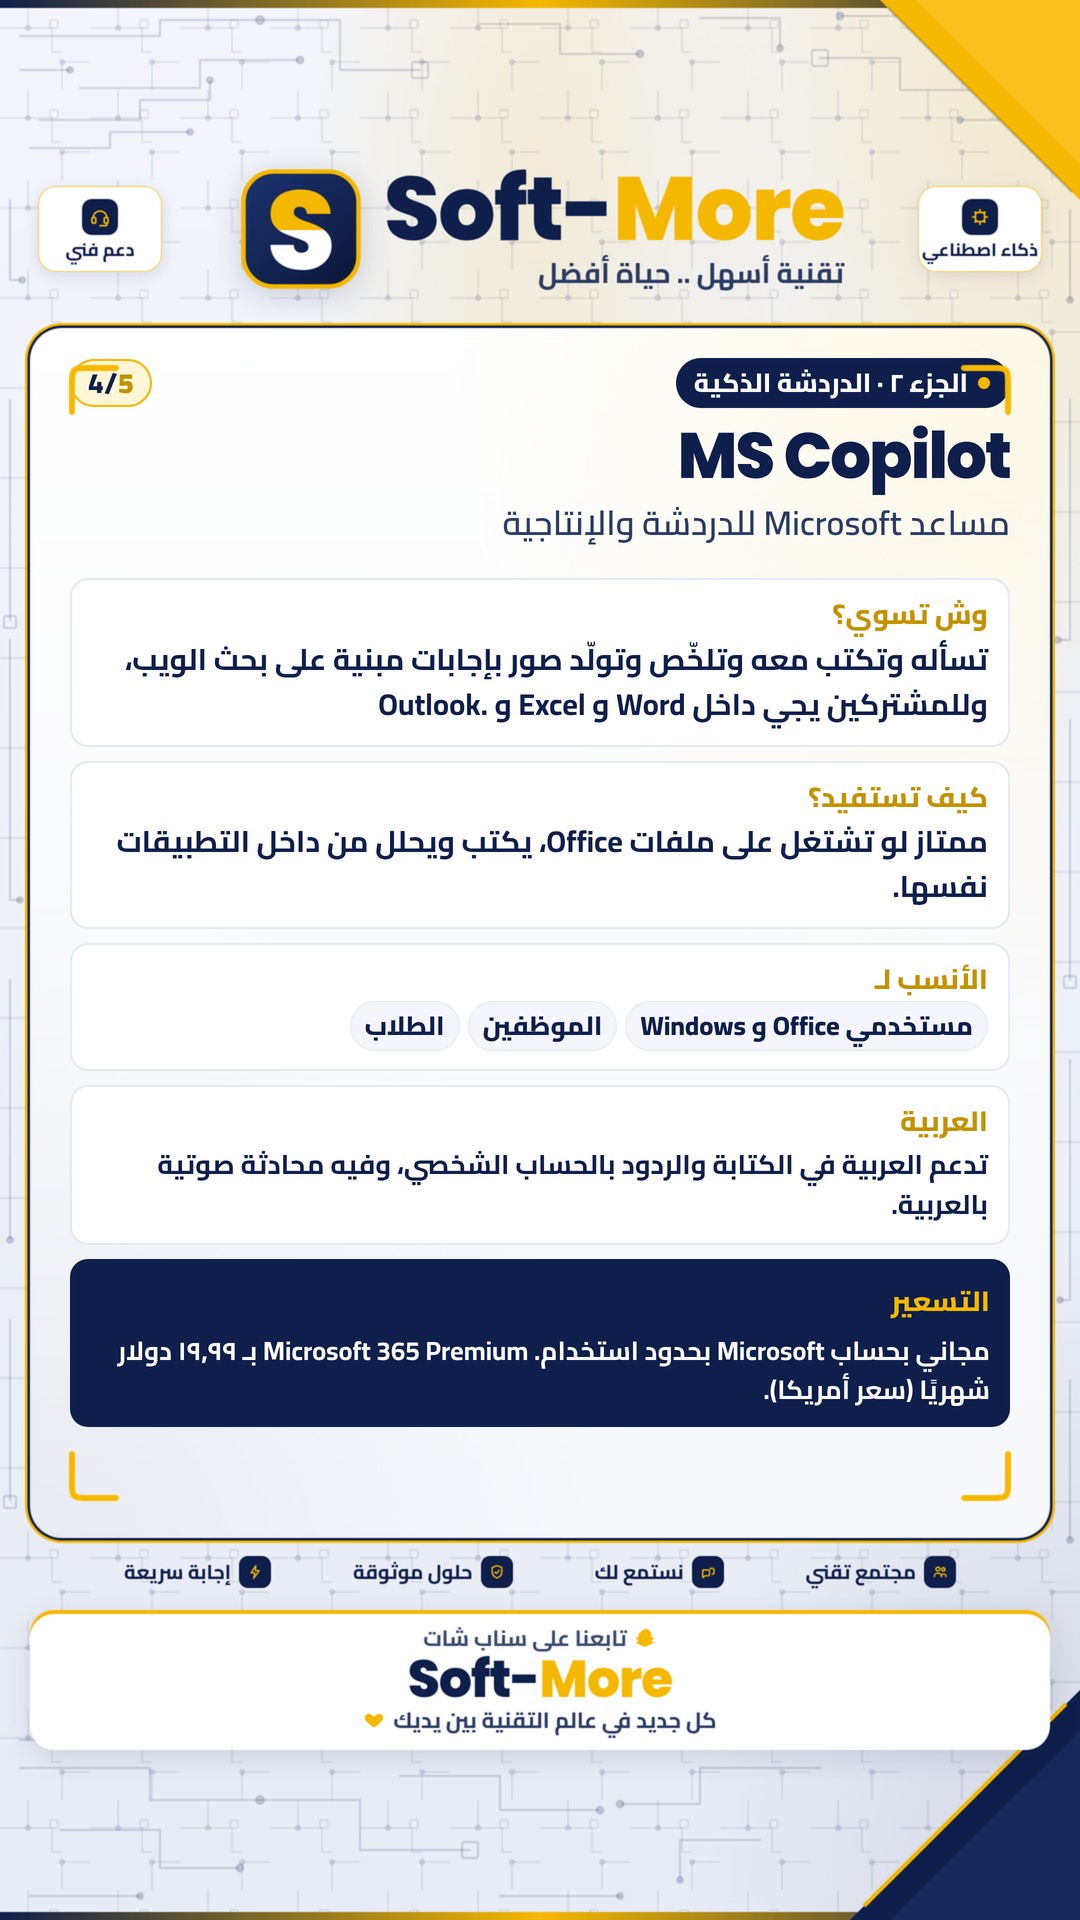 ذكاء اصطناعي
Soft-More
تقنية أسهل .. حياة أفضل
S
دعم فني
الجزء ٢ · الدردشة الذكية
4/5
MS Copilot
مساعد Microsoft للدردشة والإنتاجية
وش تسوي؟
تسأله وتكتب معه وتلخّص وتولّد صور بإجابات مبنية على بحث الويب،
وللمشتركين يجي داخل Word و Excel و Outlook.
كيف تستفيد؟
ممتاز لو تشتغل على ملفات Office، يكتب ويحلل من داخل التطبيقات
نفسها.
الأنسب لـ
مستخدمي Office و Windows
الموظفين
الطلاب
العربية
تدعم العربية في الكتابة والردود بالحساب الشخصي، وفيه محادثة صوتية
بالعربية.
التسعير
مجاني بحساب Microsoft بحدود استخدام. Microsoft 365 Premium بـ ١٩,٩٩ دولار
شهريًا (سعر أمريكا).
مجتمع تقني
نستمع لك
حلول موثوقة
إجابة سريعة
تابعنا على سناب شات
Soft-More
كل جديد في عالم التقنية بين يديك